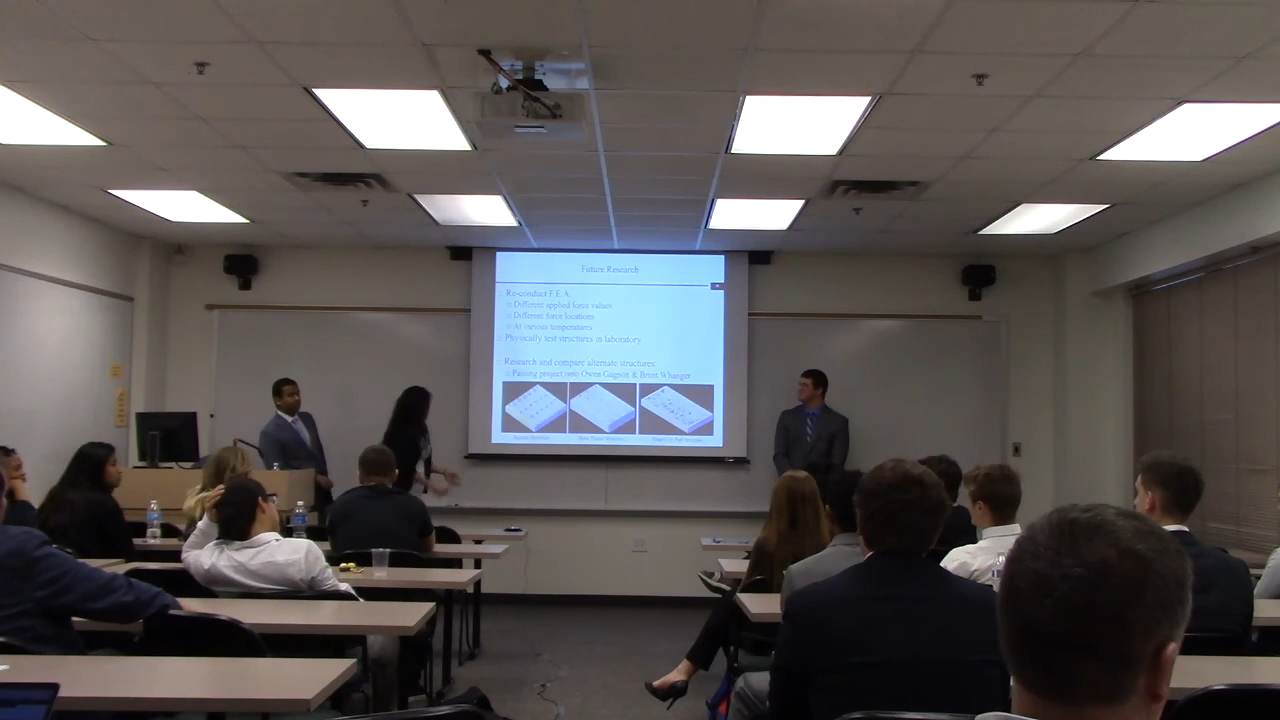 Future Research
Re-conduct F.E.A.
Different applied force values
Different force locations
At various temperatures
Physically test structures in laboratory
Research and compare alternate structures:
Passing project onto Owen Gagnon & Brent Whanger